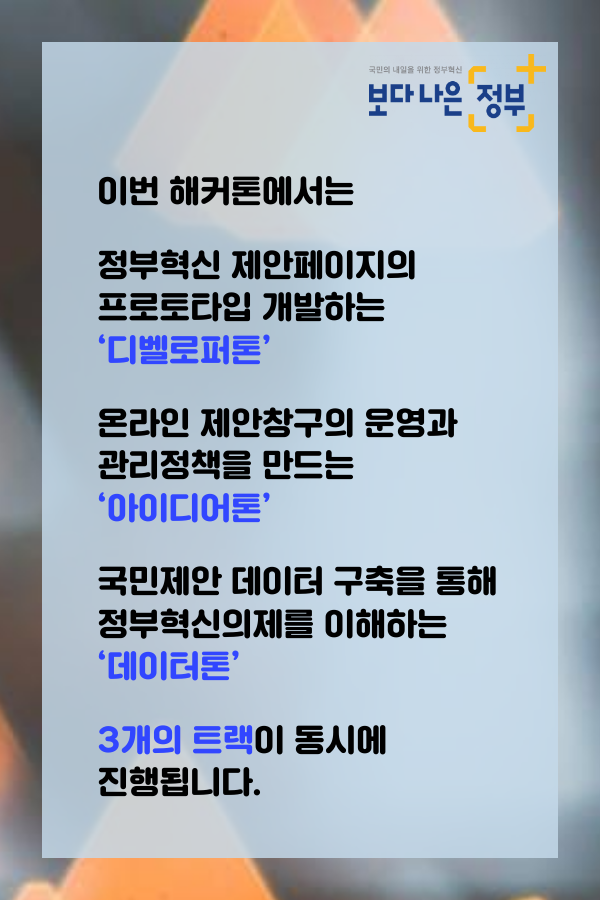 국민의 내일을 위한 정부혁신
보다 나은 정부
이번 해커톤에서는
정부혁신 제안페이지의
프로토타입 개발하는
‘디벨로퍼톤’
온라인 제안창구의 운영과
관리정책을 만드는
‘아이디어톤’
국민제안 데이터 구축을 통해
정부혁신의제를 이해하는
‘데이터톤’
3개의 트랙이 동시에
진행됩니다.